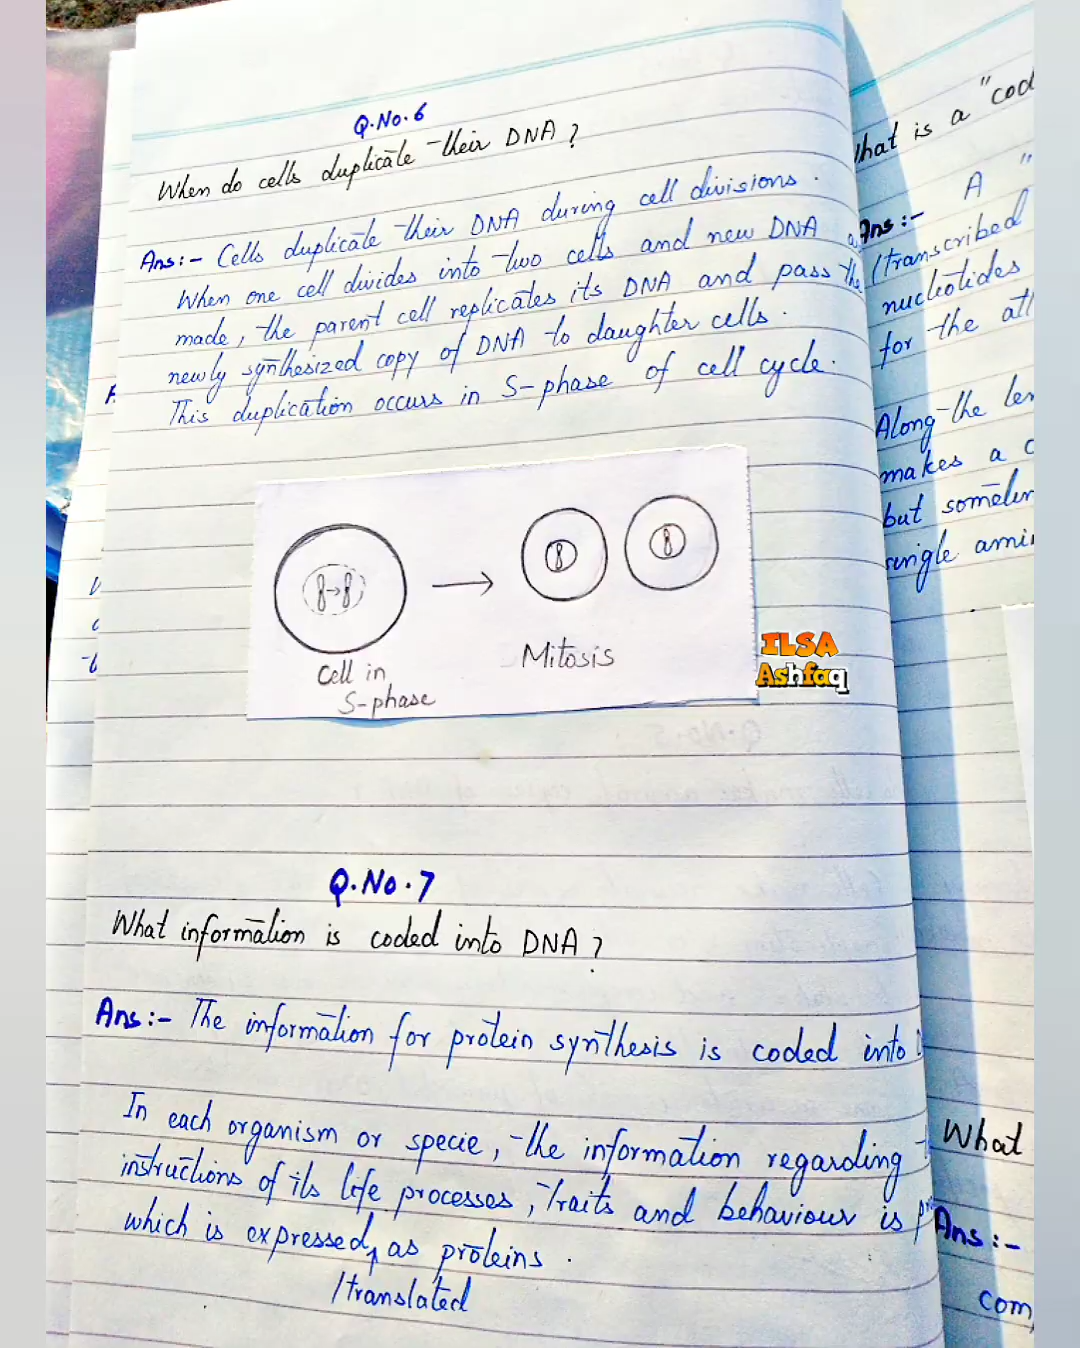 Q.No.6
When do cells duplicate their DNA ?
Ans:- Cells duplicate their DNA during cell divisions.
When one cell divides into two cells and new DNA
made, the parent cell replicates its DNA and pass the
newly synthesized copy of DNA to daughter cells.
This duplication occurs in S-phase of cell cycle.
Cell in
S-phase
Mitosis
ILSA
Ashfaq
Q.No.7
What information is coded into DNA ?
Ans:- The information for protein synthesis is coded into
In each organism or specie, the information regarding
instructions of its life processes, traits and behaviour is
which is expressed, as proteins.
/translated
what is a "cod
Ans:- A "
(transcribed
nucleotides
for the all
Along the len
makes a c
but sometim
single ami
What
Ans:-
com